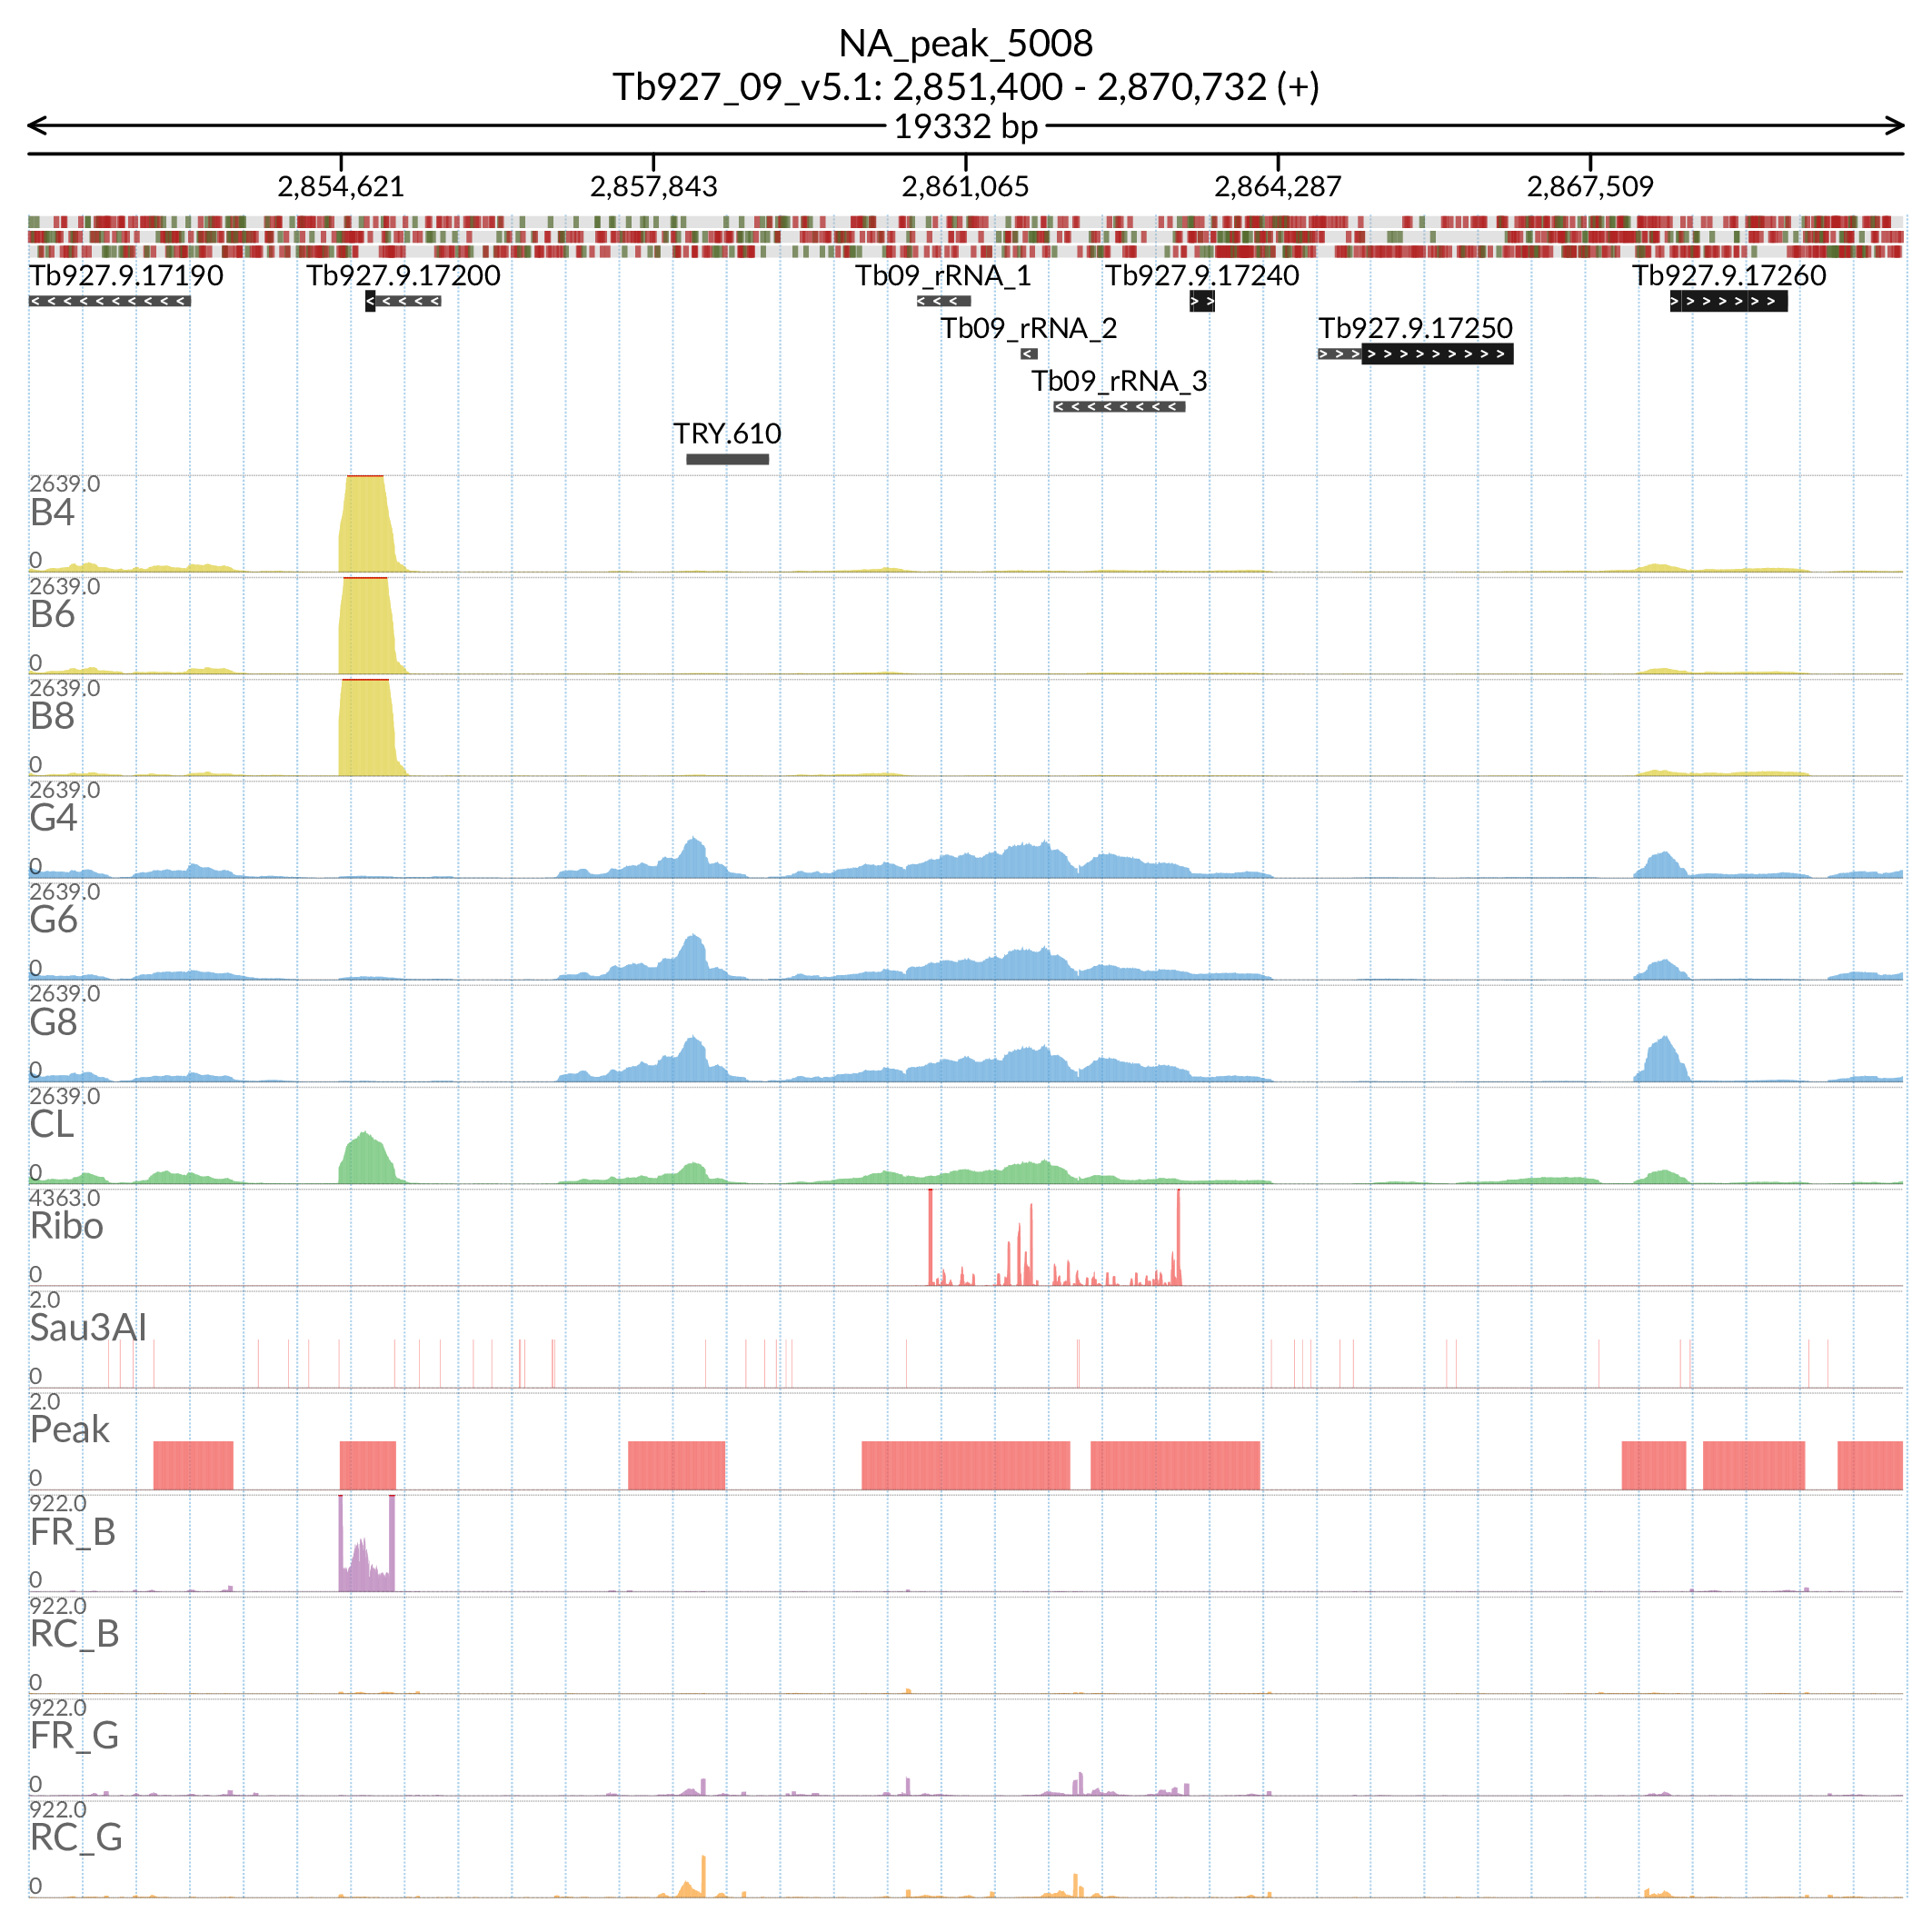 NA_peak_5008
Tb927_09_v5.1: 2,851,400 - 2,870,732 (+)
19332 bp
2,854,621 2,857,843 2,861,065 2,864,287 2,867,509
Tb927.9.17190 Tb927.9.17200 Tb09_rRNA_1 Tb927.9.17240 Tb927.9.17260
Tb09_rRNA_2 Tb927.9.17250
Tb09_rRNA_3
TRY.610
2639.0
B4
0
2639.0
B6
0
2639.0
B8
0
2639.0
G4
0
2639.0
G6
0
2639.0
G8
0
2639.0
CL
0
4363.0
Ribo
0
2.0
Sau3AI
0
2.0
Peak
0
922.0
FR_B
0
922.0
RC_B
0
922.0
FR_G
0
922.0
RC_G
0